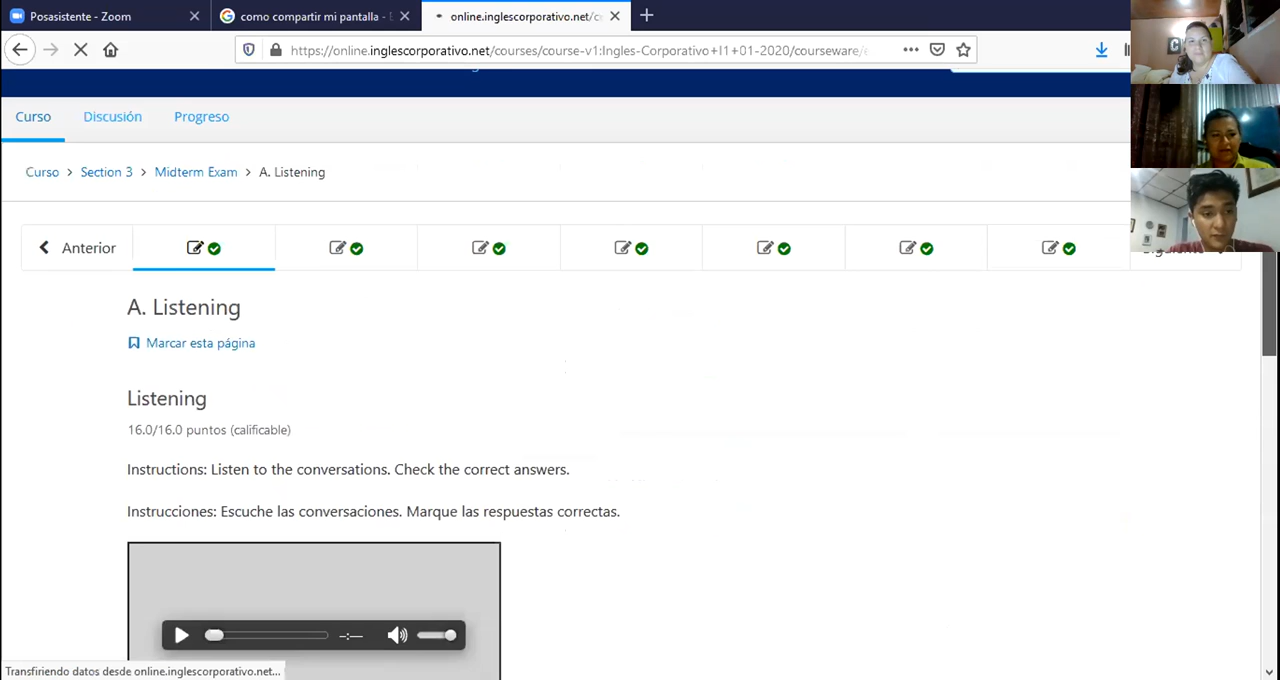 Posasistente - Zoom
como compartir mi pantalla -
online.inglescorporativo.net/c
https://online.inglescorporativo.net/courses/course-v1:Ingles-Corporativo+I1+01-2020/courseware/
Curso Discusión Progreso
Curso > Section 3 > Midterm Exam > A. Listening
Anterior
A. Listening
Marcar esta página
Listening
16.0/16.0 puntos (calificable)
Instructions: Listen to the conversations. Check the correct answers.
Instrucciones: Escuche las conversaciones. Marque las respuestas correctas.
-:--
Transfiriendo datos desde online.inglescorporativo.net...